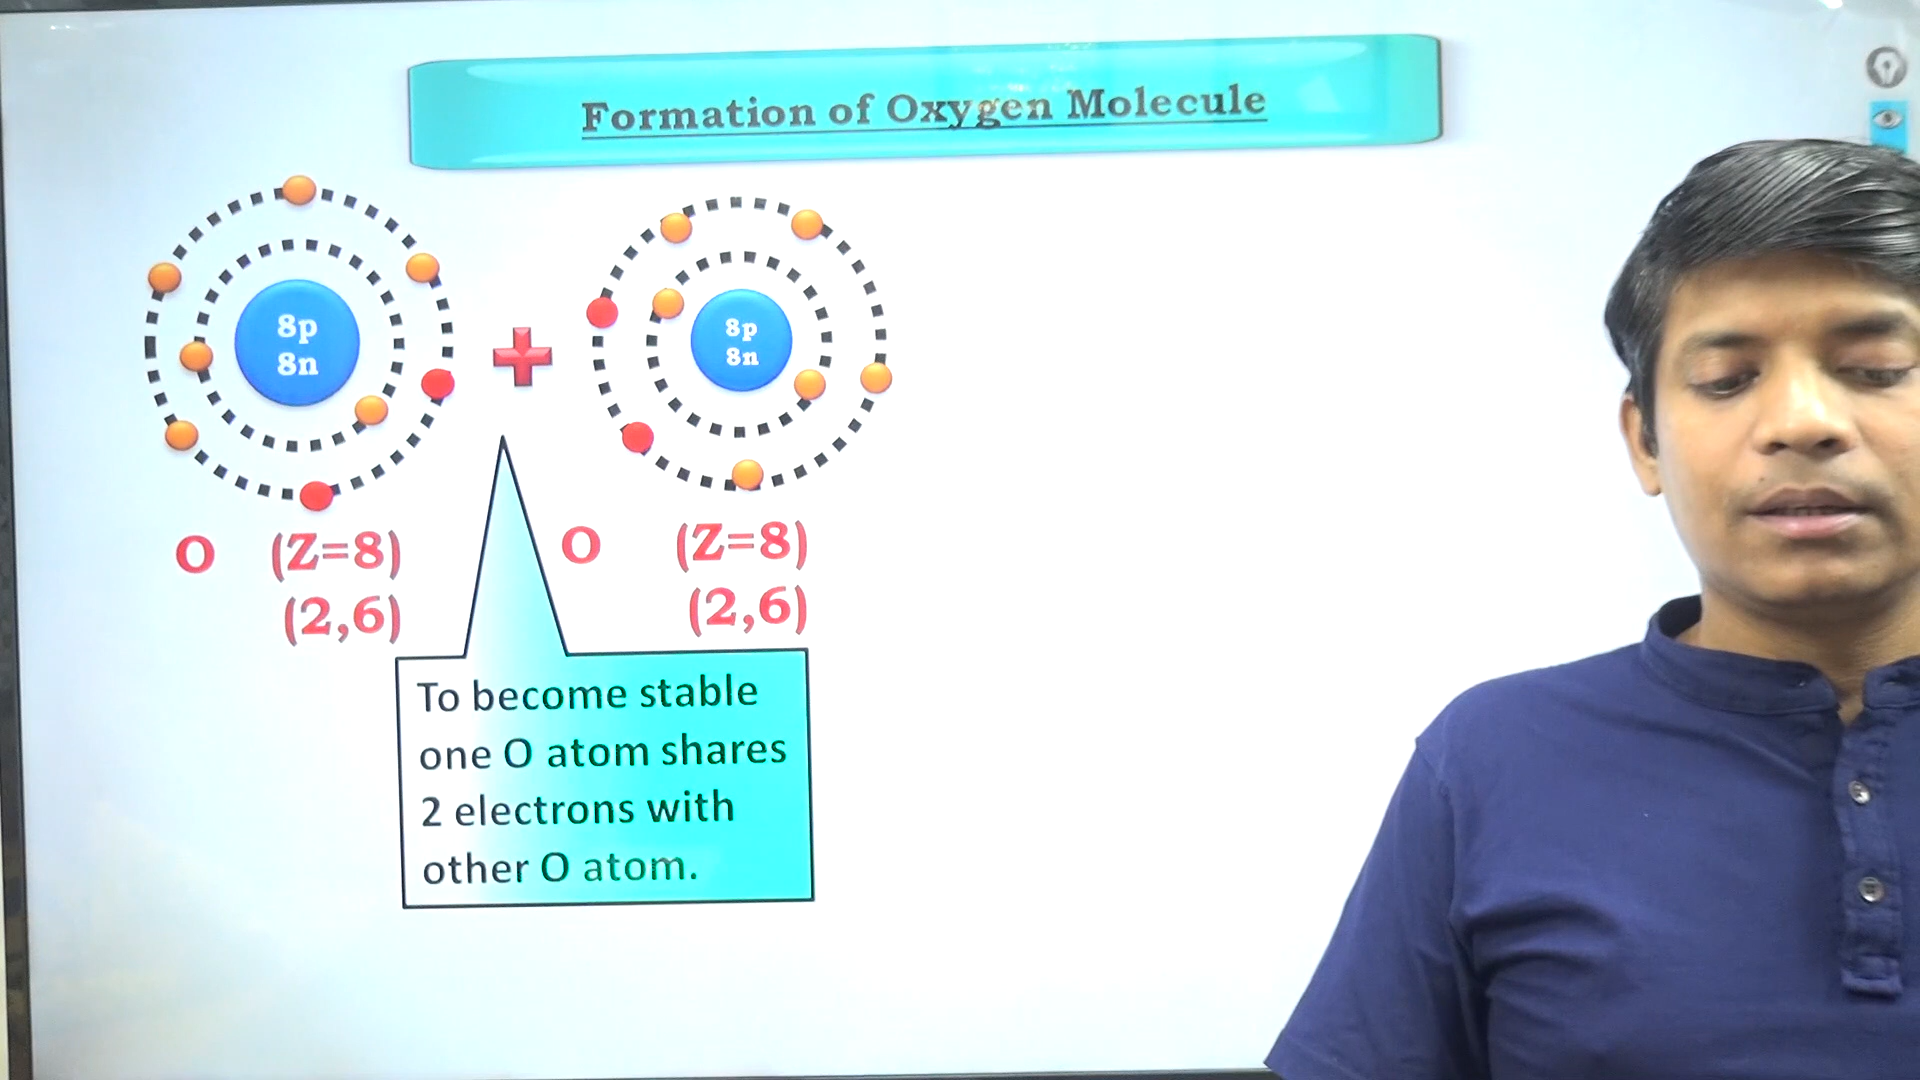 Formation of Oxygen Molecule
8p
8n
8p
8n
O (Z=8)
(2,6)
O (Z=8)
(2,6)
To become stable
one O atom shares
2 electrons with
other O atom.